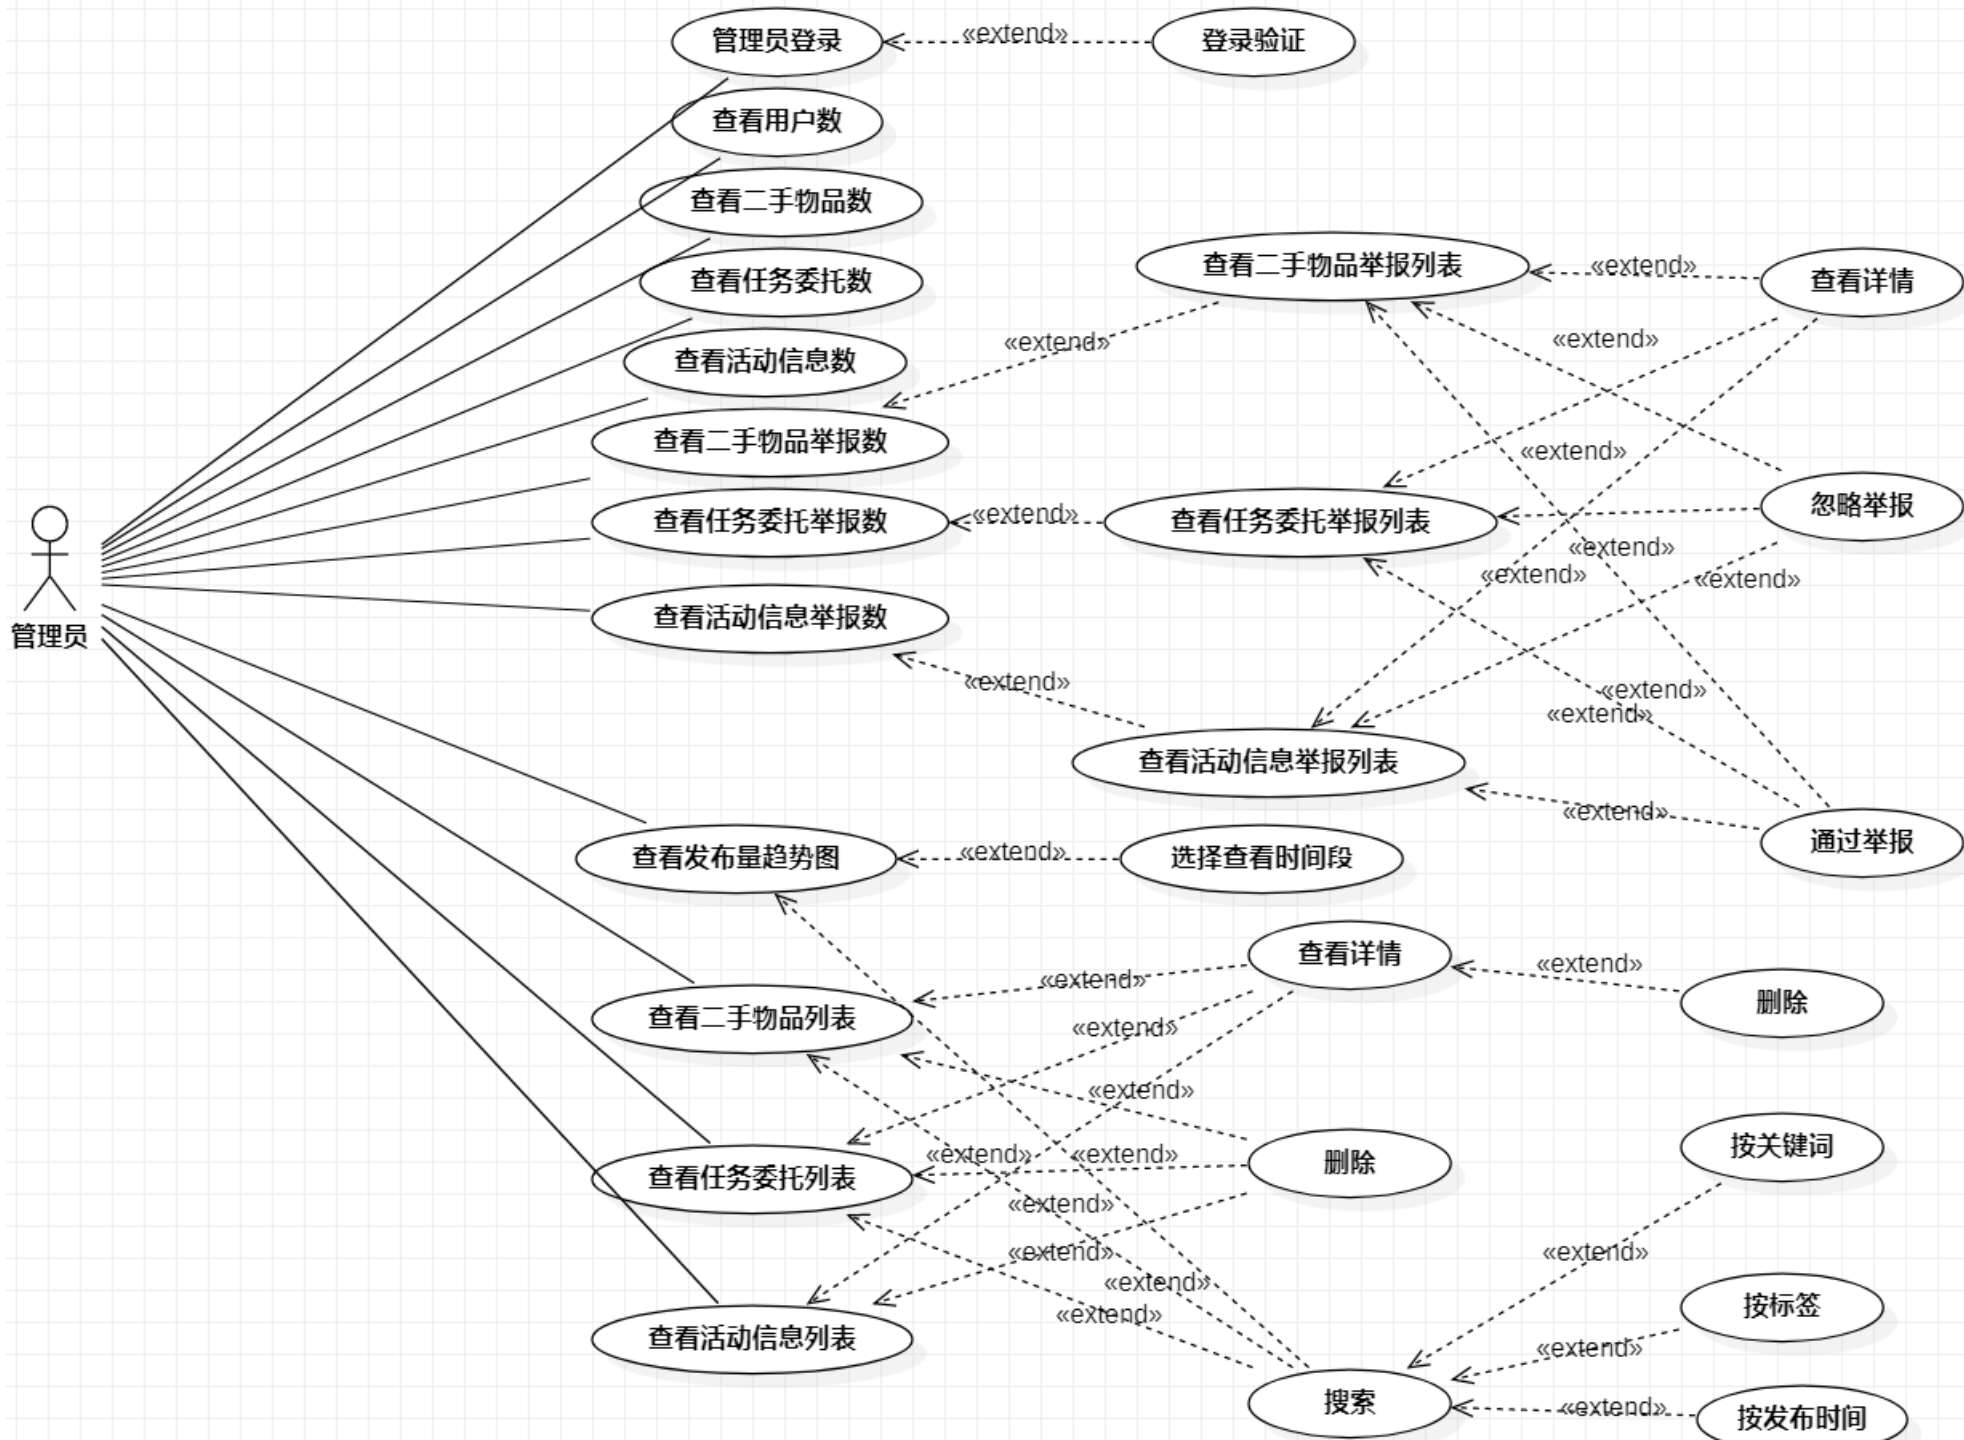 管理员登录
«extend»
登录验证
查看用户数
查看二手物品数
查看二手物品举报列表
«extend»
查看详情
查看任务委托数
«extend»
«extend»
查看活动信息数
查看二手物品举报数
«extend»
忽略举报
查看任务委托举报数
«extend»
查看任务委托举报列表
«extend»
«extend»
«extend»
管理员
查看活动信息举报数
«extend»
«extend»
«extend»
查看活动信息举报列表
«extend»
通过举报
查看发布量趋势图
«extend»
选择查看时间段
查看详情
«extend»
«extend»
删除
查看二手物品列表
«extend»
«extend»
«extend»
«extend»
删除
按关键词
查看任务委托列表
«extend»
«extend»
«extend»
«extend»
«extend»
按标签
查看活动信息列表
«extend»
搜索
«extend»
按发布时间